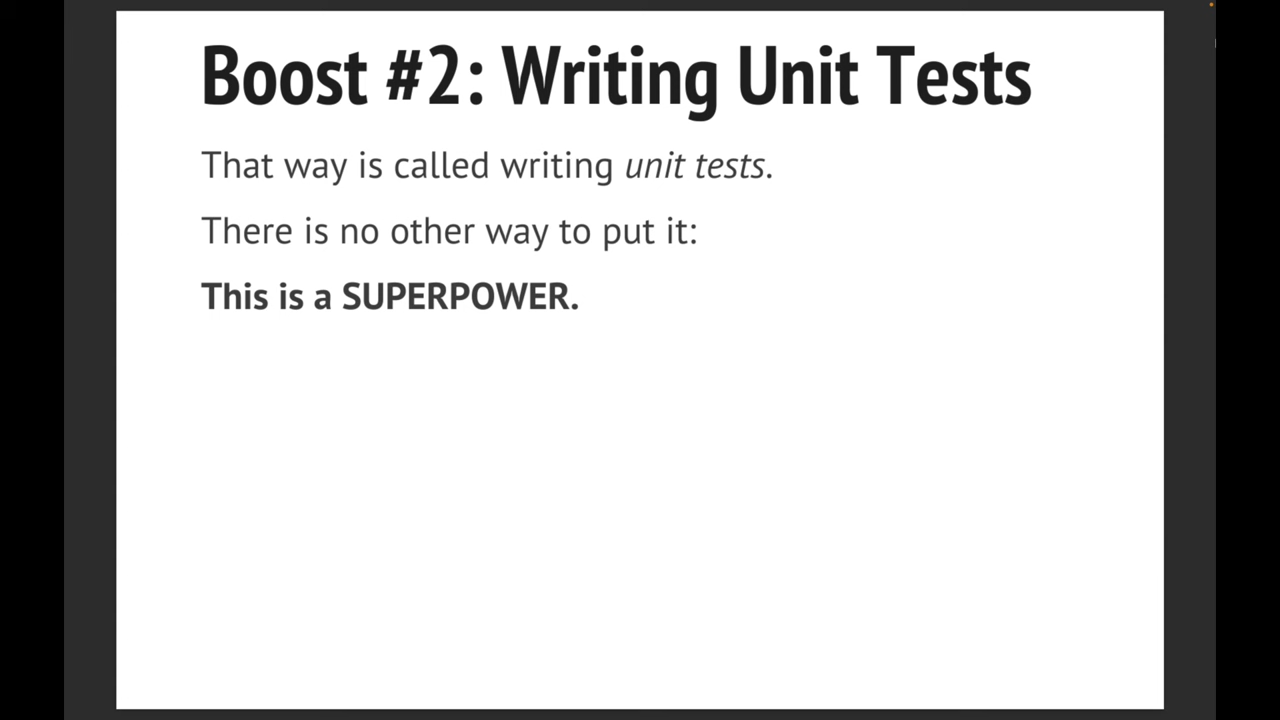 Boost #2: Writing Unit Tests
That way is called writing unit tests.
There is no other way to put it:
This is a SUPERPOWER.